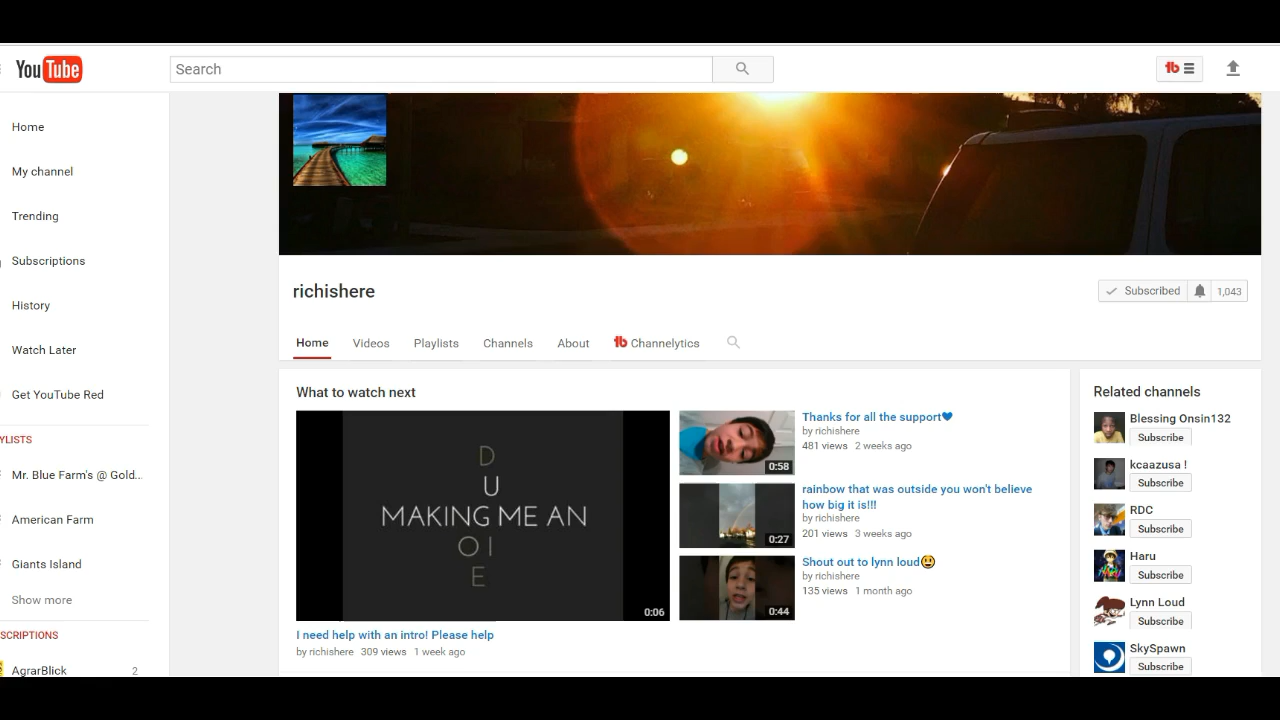 YouTube
Search
tb
Home
My channel
Trending
Subscriptions
History
Watch Later
Get YouTube Red
YLISTS
Mr. Blue Farm's @ Gold...
American Farm
Giants Island
Show more
SCRIPTIONS
AgrarBlick 2
richishere
Subscribed 1,043
Home Videos Playlists Channels About tb Channelytics
What to watch next
D
U
MAKING ME AN
O I
E
0:06
I need help with an intro! Please help
by richishere 309 views 1 week ago
0:58
Thanks for all the support💙
by richishere
481 views 2 weeks ago
0:27
rainbow that was outside you won't believe
how big it is!!!
by richishere
201 views 3 weeks ago
0:44
Shout out to lynn loud😃
by richishere
135 views 1 month ago
Related channels
Blessing Onsin132
Subscribe
kcaazusa !
Subscribe
RDC
Subscribe
Haru
Subscribe
Lynn Loud
Subscribe
SkySpawn
Subscribe